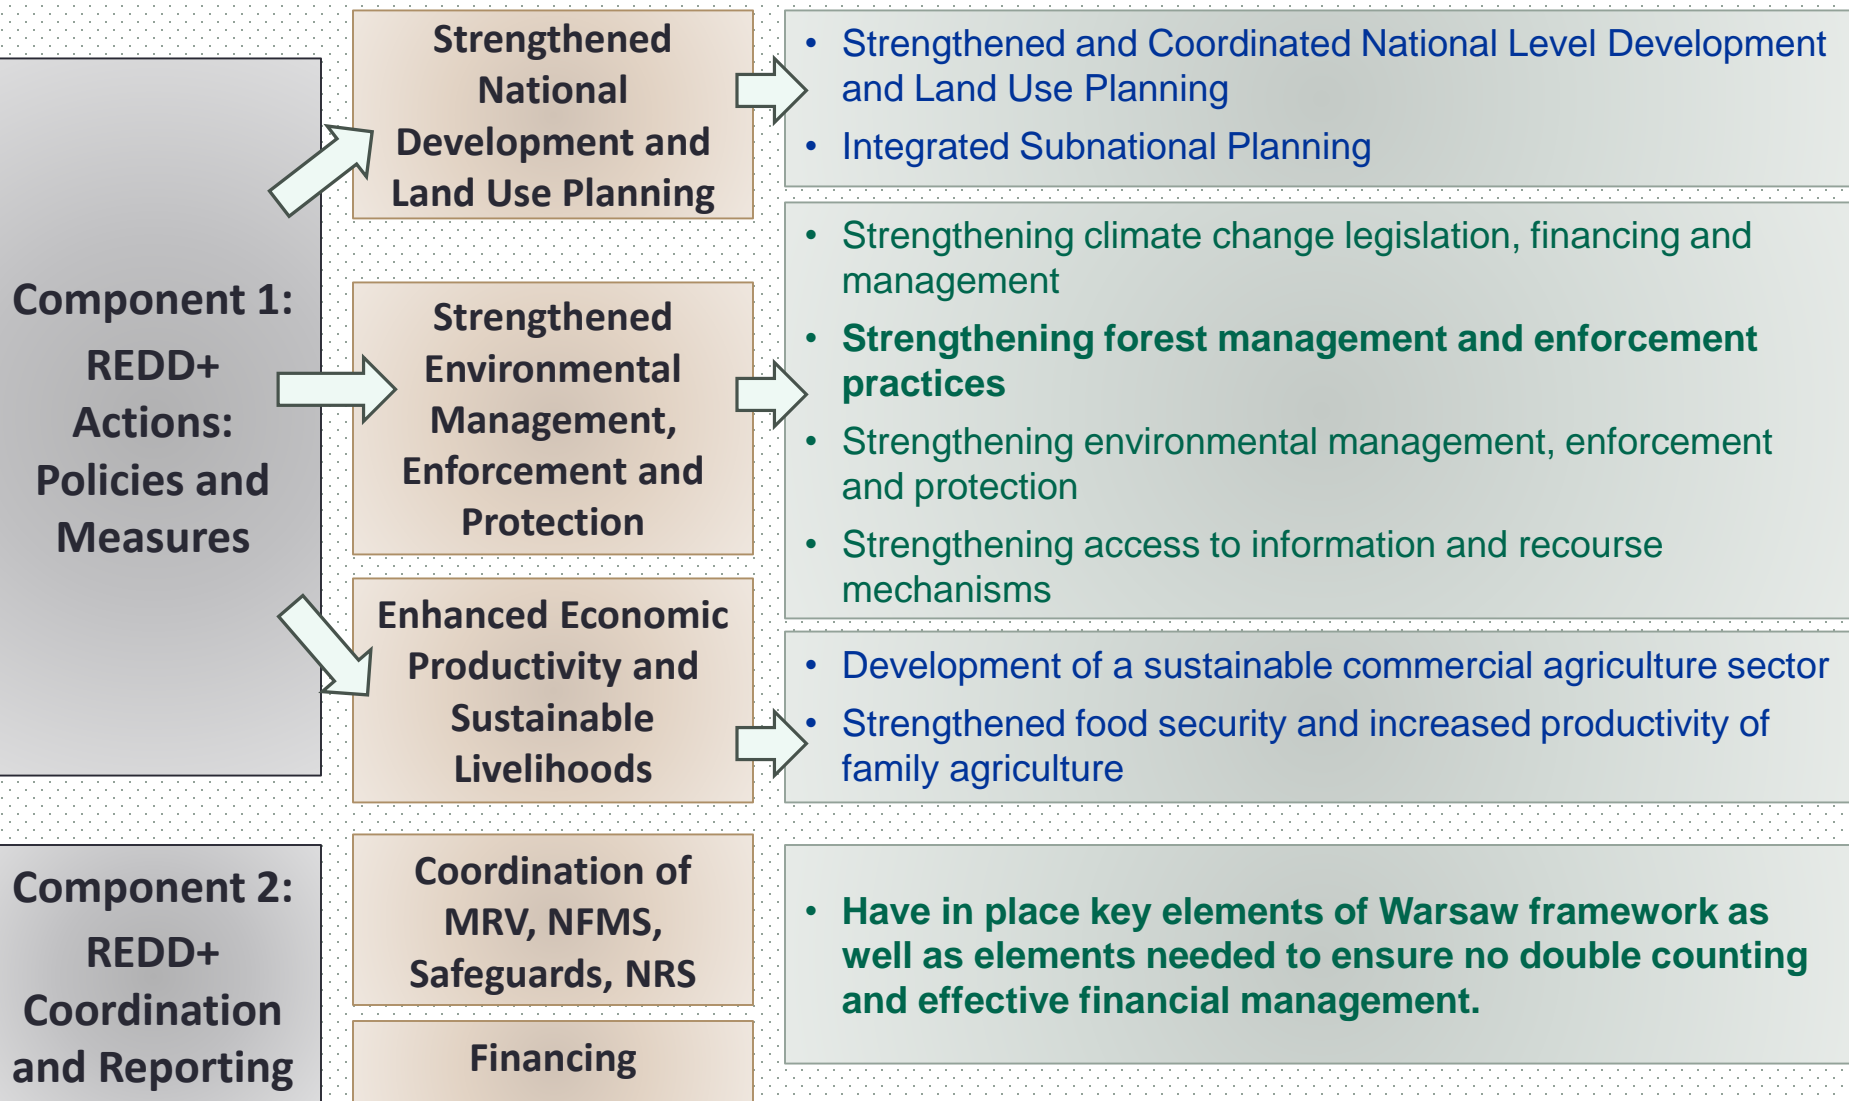 Component 1:
REDD+
Actions:
Policies and
Measures
Strengthened
National
Development and
Land Use Planning
• Strengthened and Coordinated National Level Development
and Land Use Planning
• Integrated Subnational Planning
Strengthened
Environmental
Management,
Enforcement and
Protection
• Strengthening climate change legislation, financing and
management
• Strengthening forest management and enforcement
practices
• Strengthening environmental management, enforcement
and protection
• Strengthening access to information and recourse
mechanisms
Enhanced Economic
Productivity and
Sustainable
Livelihoods
• Development of a sustainable commercial agriculture sector
• Strengthened food security and increased productivity of
family agriculture
Component 2:
REDD+
Coordination
and Reporting
Coordination of
MRV, NFMS,
Safeguards, NRS
Financing
• Have in place key elements of Warsaw framework as
well as elements needed to ensure no double counting
and effective financial management.